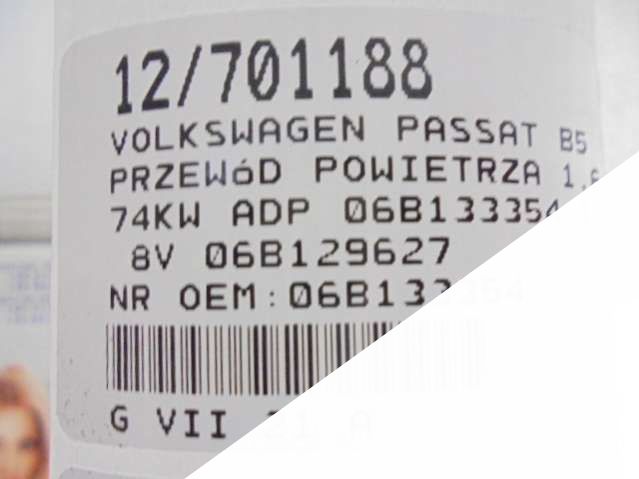 12/701188
VOLKSWAGEN PASSAT B5
PRZEWÓD POWIETRZA
74KW ADP
8V 06B129627
NR OEM:
G VII